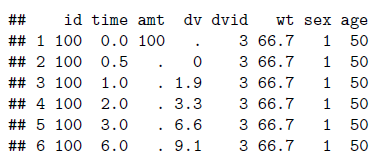 ## id time amt dv dvid wt sex age
## 1 100 0.0 100 . 3 66.7 1 50
## 2 100 0.5 . 0 3 66.7 1 50
## 3 100 1.0 . 1.9 3 66.7 1 50
## 4 100 2.0 . 3.3 3 66.7 1 50
## 5 100 3.0 . 6.6 3 66.7 1 50
## 6 100 6.0 . 9.1 3 66.7 1 50